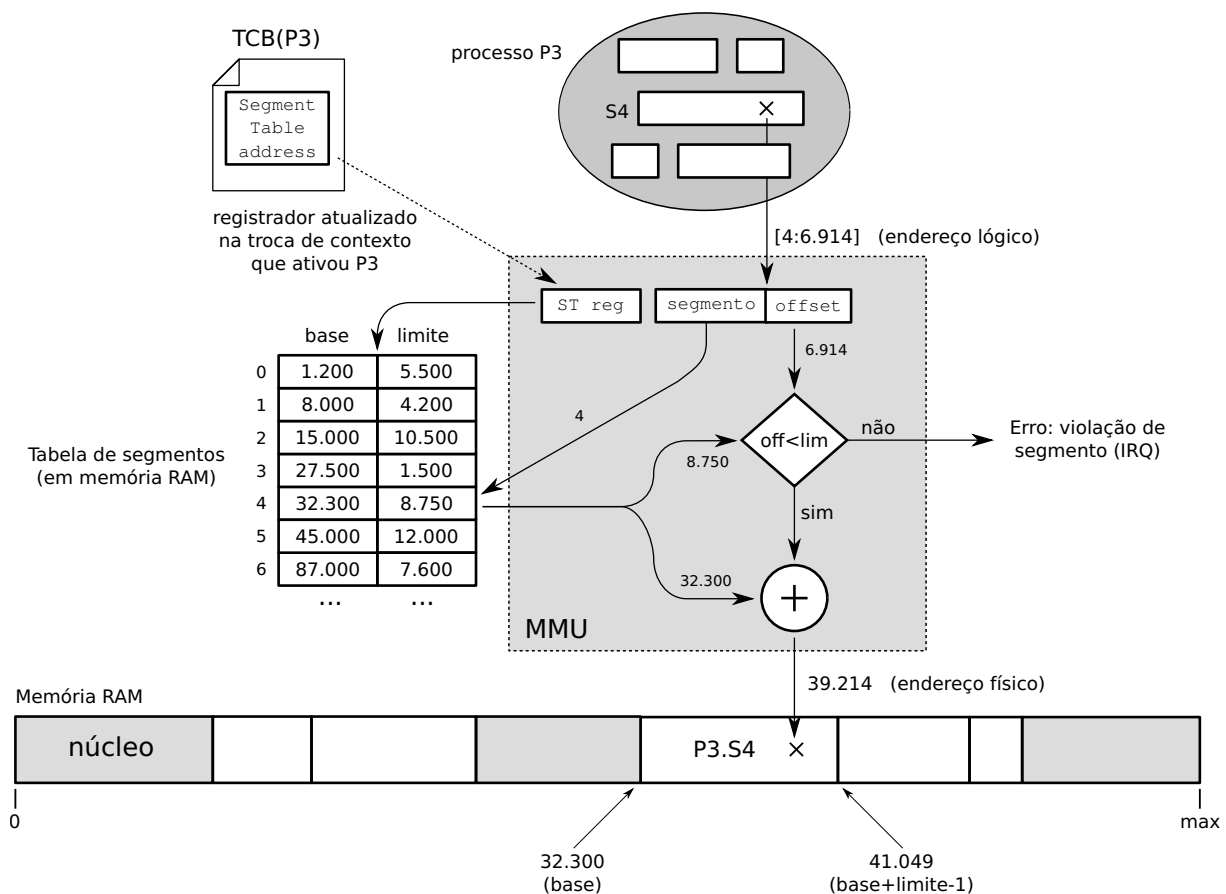 TCB(P3)
Segment
Table
address
processo P3
S4
registrador atualizado
na troca de contexto
que ativou P3
[4:6.914] (endereço lógico)
ST reg
segmento
offset
base limite
0 1.200 5.500
1 8.000 4.200
2 15.000 10.500
3 27.500 1.500
4 32.300 8.750
5 45.000 12.000
6 87.000 7.600
... ...
Tabela de segmentos
(em memória RAM)
6.914
4
off<lim
não
8.750
Erro: violação de
segmento (IRQ)
sim
32.300
+
MMU
39.214 (endereço físico)
Memória RAM
núcleo
P3.S4
0
max
32.300
(base)
41.049
(base+limite-1)